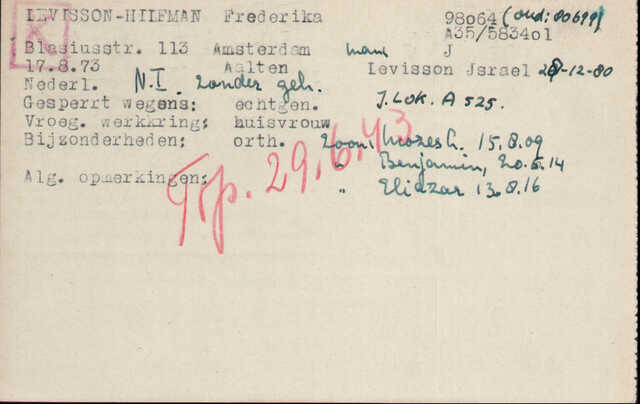 K
LEVISSON-HIIFMAN Frederika 98064 (oud: 00699)
A35/583401
Blasiusstr. 113 Amsterdam man J
17.8.73 Aalten Levisson Jsrael 28-12-80
Nederl. N.I. zonder geh.
Gesperrt wegens: echtgen. J. LOK. A 525.
Vroeg. werkkring: huisvrouw
Bijzonderheden: orth. zoon, Mozes C. 15.8.09
" Benjamin, 20.5.14
Alg. opmerkingen: " Eliazar 13.8.16
Trp. 29.6.43